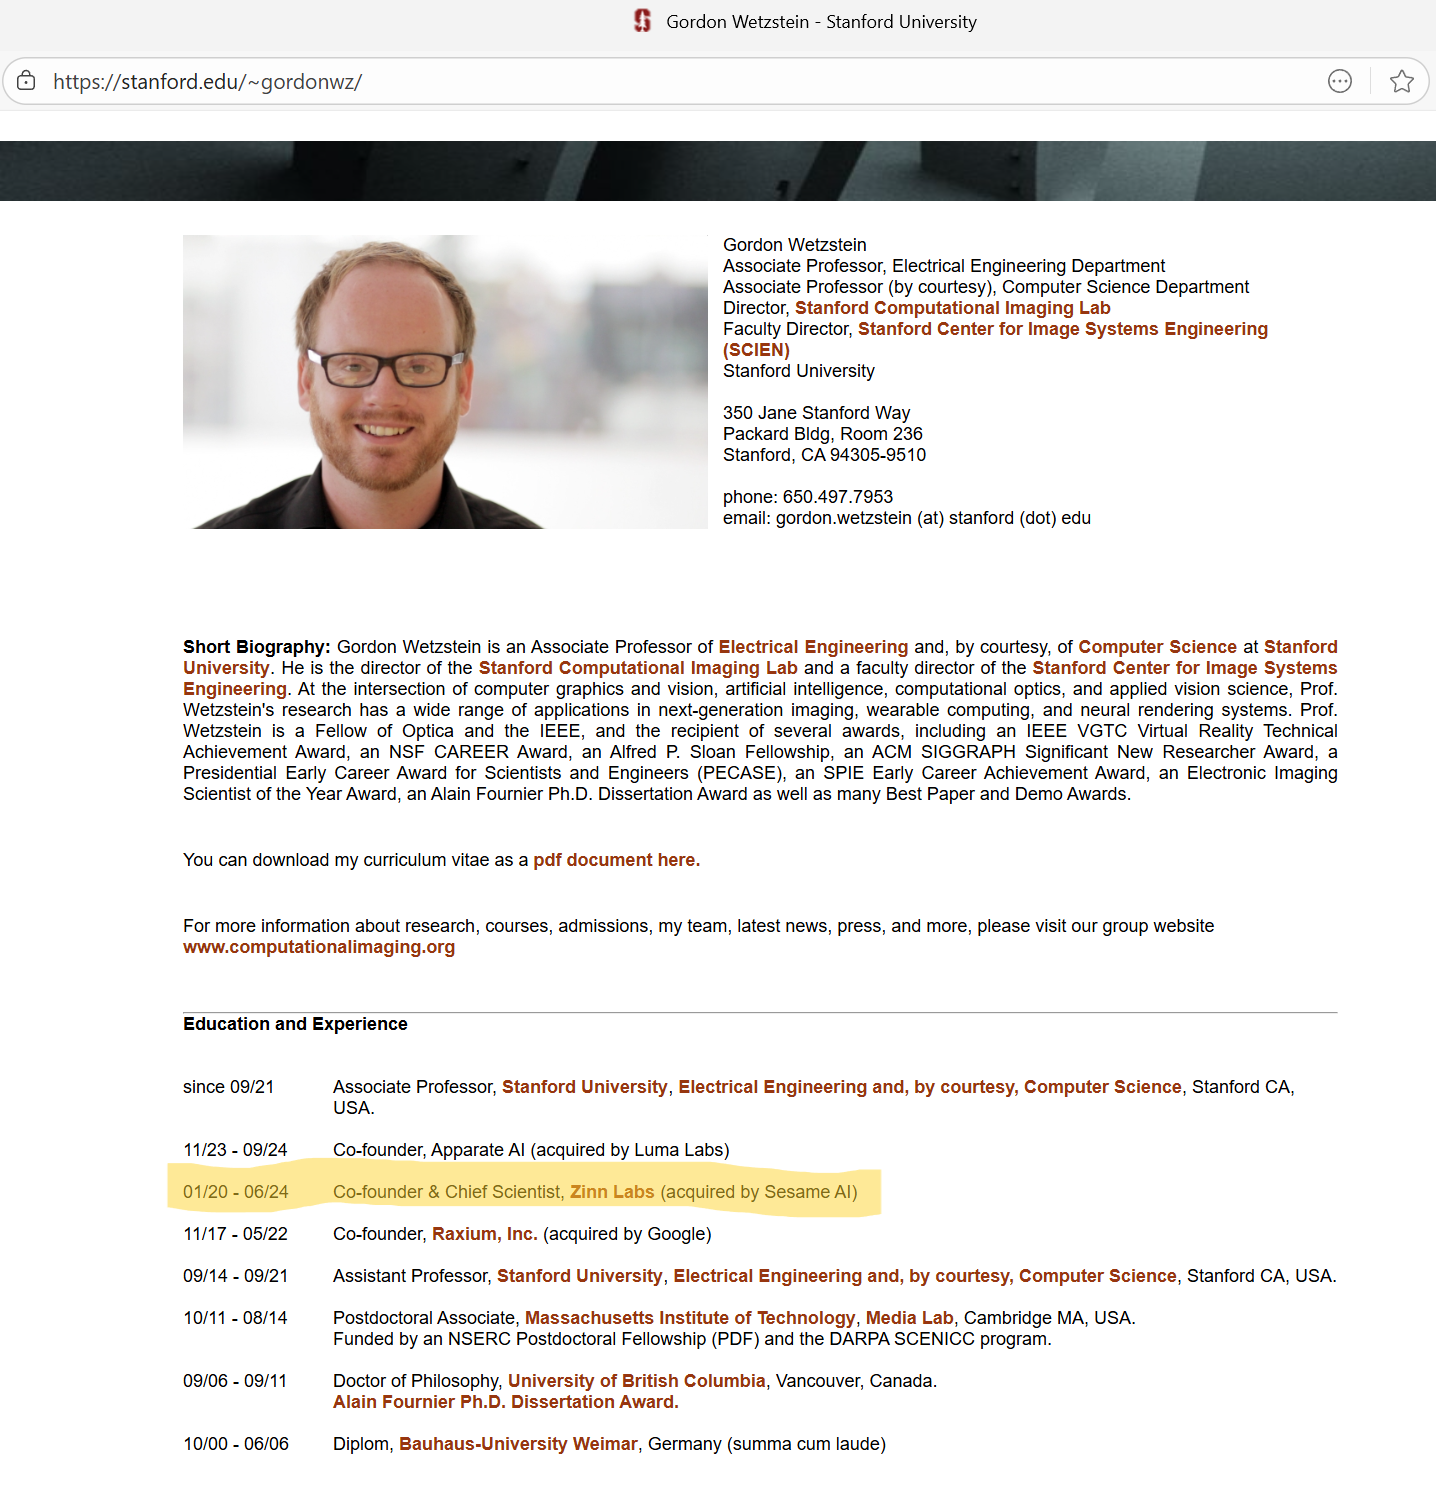 Gordon Wetzstein - Stanford University
https://stanford.edu/~gordonwz/
Gordon Wetzstein
Associate Professor, Electrical Engineering Department
Associate Professor (by courtesy), Computer Science Department
Director, Stanford Computational Imaging Lab
Faculty Director, Stanford Center for Image Systems Engineering
(SCIEN)
Stanford University
350 Jane Stanford Way
Packard Bldg, Room 236
Stanford, CA 94305-9510
phone: 650.497.7953
email: gordon.wetzstein (at) stanford (dot) edu
Short Biography: Gordon Wetzstein is an Associate Professor of Electrical Engineering and, by courtesy, of Computer Science at Stanford
University. He is the director of the Stanford Computational Imaging Lab and a faculty director of the Stanford Center for Image Systems
Engineering. At the intersection of computer graphics and vision, artificial intelligence, computational optics, and applied vision science, Prof.
Wetzstein's research has a wide range of applications in next-generation imaging, wearable computing, and neural rendering systems. Prof.
Wetzstein is a Fellow of Optica and the IEEE, and the recipient of several awards, including an IEEE VGTC Virtual Reality Technical
Achievement Award, an NSF CAREER Award, an Alfred P. Sloan Fellowship, an ACM SIGGRAPH Significant New Researcher Award, a
Presidential Early Career Award for Scientists and Engineers (PECASE), an SPIE Early Career Achievement Award, an Electronic Imaging
Scientist of the Year Award, an Alain Fournier Ph.D. Dissertation Award as well as many Best Paper and Demo Awards.
You can download my curriculum vitae as a pdf document here.
For more information about research, courses, admissions, my team, latest news, press, and more, please visit our group website
www.computationalimaging.org
Education and Experience
since 09/21 Associate Professor, Stanford University, Electrical Engineering and, by courtesy, Computer Science, Stanford CA,
USA.
11/23 - 09/24 Co-founder, Apparate AI (acquired by Luma Labs)
01/20 - 06/24 Co-founder & Chief Scientist, Zinn Labs (acquired by Sesame AI)
11/17 - 05/22 Co-founder, Raxium, Inc. (acquired by Google)
09/14 - 09/21 Assistant Professor, Stanford University, Electrical Engineering and, by courtesy, Computer Science, Stanford CA, USA.
10/11 - 08/14 Postdoctoral Associate, Massachusetts Institute of Technology, Media Lab, Cambridge MA, USA.
Funded by an NSERC Postdoctoral Fellowship (PDF) and the DARPA SCENICC program.
09/06 - 09/11 Doctor of Philosophy, University of British Columbia, Vancouver, Canada.
Alain Fournier Ph.D. Dissertation Award.
10/00 - 06/06 Diplom, Bauhaus-University Weimar, Germany (summa cum laude)